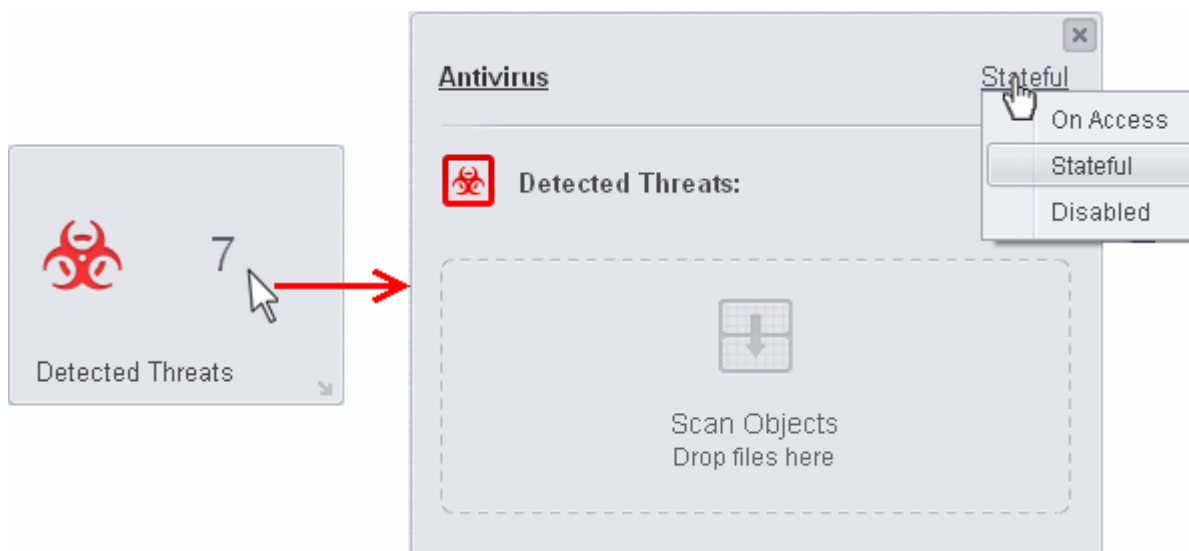 7
Detected Threats
Antivirus
Stateful
On Access
Stateful
Disabled
Detected Threats:
Scan Objects
Drop files here